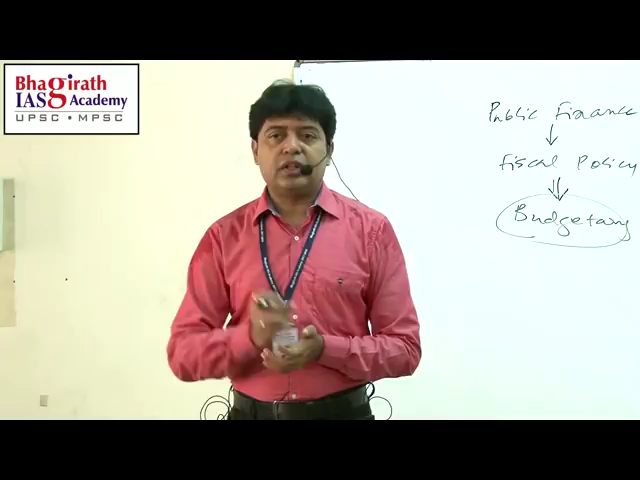 Bhagirath
IAS Academy
UPSC • MPSC
Public Finance
Fiscal Policy
Budgetary